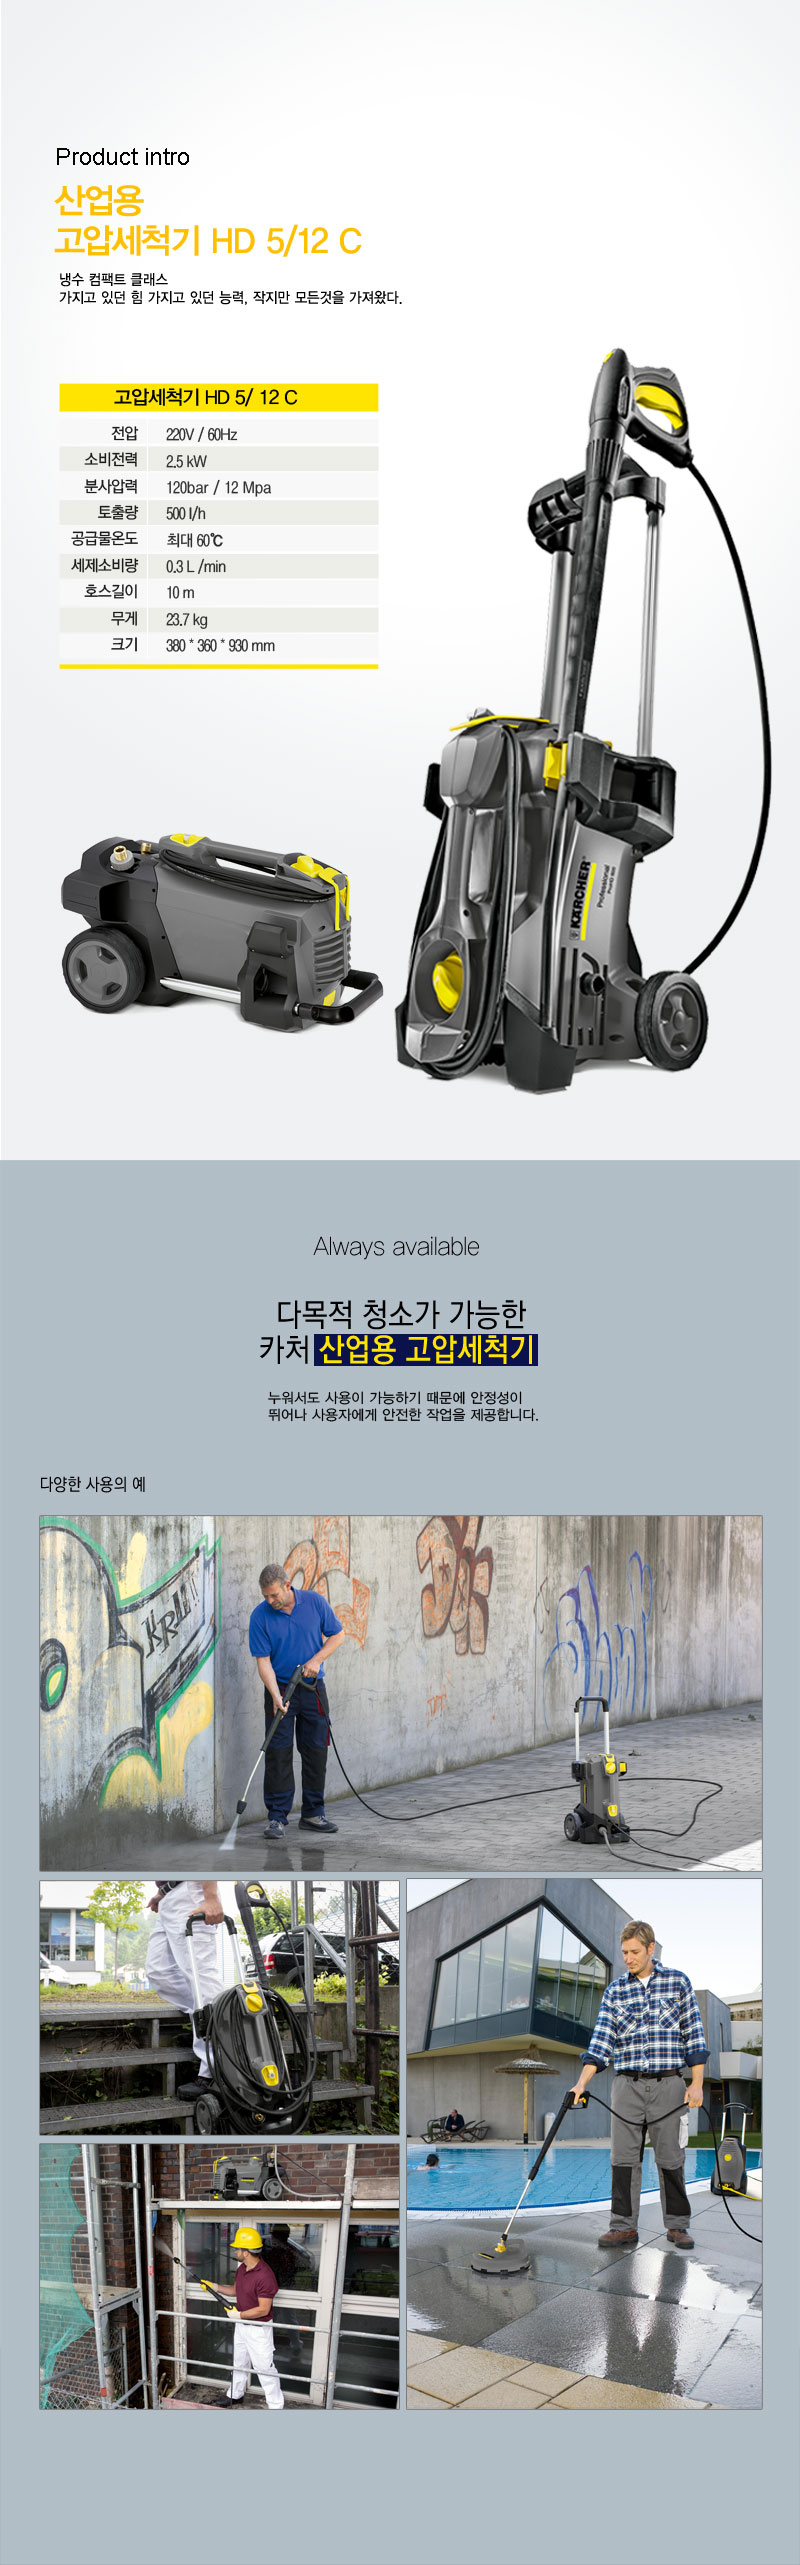 Product intro
산업용
고압세척기 HD 5/12 C
냉수 컴팩트 클래스
가지고 있던 힘 가지고 있던 능력, 작지만 모든것을 가져왔다.
고압세척기 HD 5/ 12 C
전압 220V / 60Hz
소비전력 2.5 kW
분사압력 120bar / 12 Mpa
토출량 500 l/h
공급물온도 최대 60℃
세제소비량 0.3 L /min
호스길이 10 m
무게 23.7 kg
크기 380 * 360 * 930 mm
KÄRCHER
Professional
Always available
다목적 청소가 가능한
카처 산업용 고압세척기
누워서도 사용이 가능하기 때문에 안정성이
뛰어나 사용자에게 안전한 작업을 제공합니다.
다양한 사용의 예